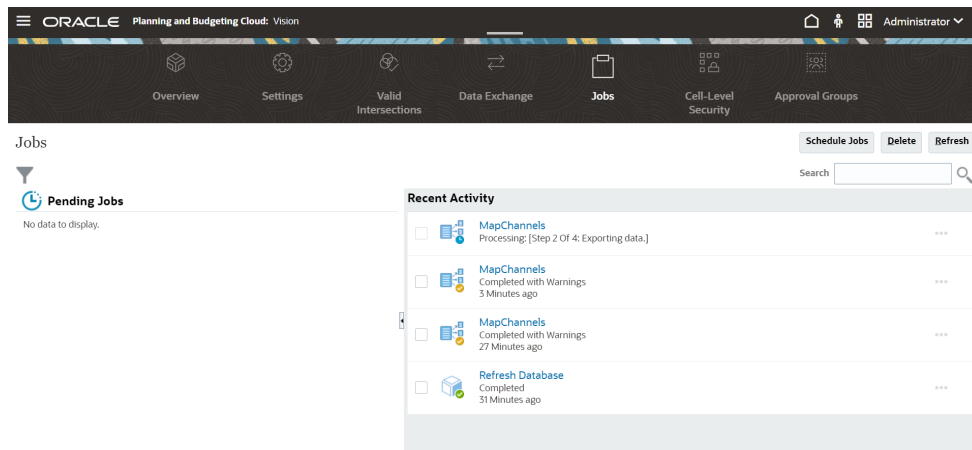 ORACLE Planning and Budgeting Cloud: Vision
Administrator
Overview
Settings
Valid
Intersections
Data Exchange
Jobs
Cell-Level
Security
Approval Groups
Jobs
Schedule Jobs
Delete
Refresh
Search
Pending Jobs
No data to display.
Recent Activity
MapChannels
Processing: [Step 2 Of 4: Exporting data.]
MapChannels
Completed with Warnings
3 Minutes ago
MapChannels
Completed with Warnings
27 Minutes ago
Refresh Database
Completed
31 Minutes ago